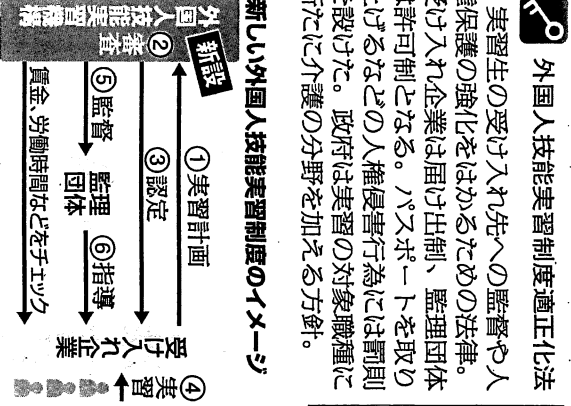 外国人技能実習制度適正化法
実習生の受け入れ先への監督や人
権保護の強化をはかるための法律。
受け入れ企業は届け出制、監理団体
は許可制となる。パスポートを取り
上げるなどの人権侵害行為には罰則
を設けた。政府は実習の対象職種に
新たに介護の分野を加える方針。
新しい外国人技能実習制度のイメージ
新設
外国人技能実習機構
②審査
①実習計画
③認定
⑤監督
監理団体
⑥指導
賃金、労働時間などをチェック
受け入れ企業
④実習